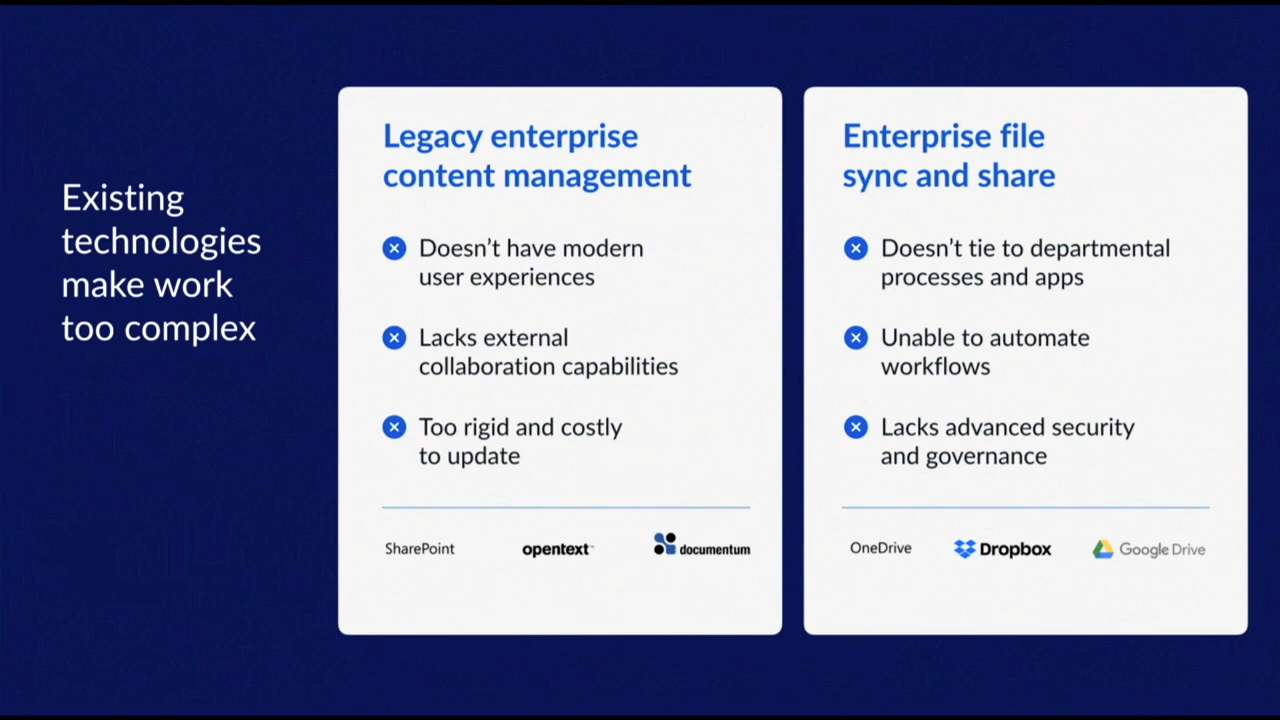 Existing
technologies
make work
too complex
Legacy enterprise
content management
Doesn’t have modern
user experiences
Lacks external
collaboration capabilities
Too rigid and costly
to update
SharePoint
opentext™
documentum
Enterprise file
sync and share
Doesn’t tie to departmental
processes and apps
Unable to automate
workflows
Lacks advanced security
and governance
OneDrive
Dropbox
Google Drive